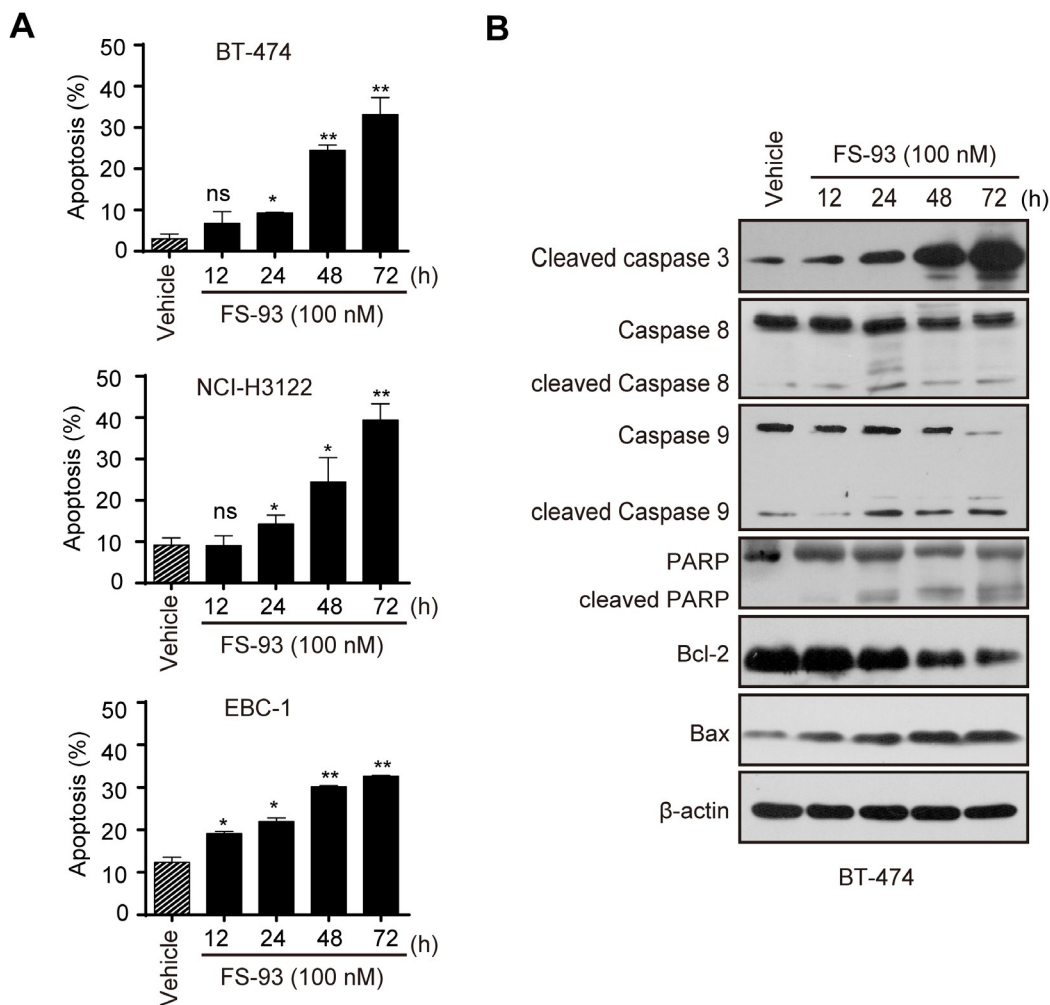 A
BT-474
Apoptosis (%)
50
40
30
20
10
0
ns
*
**
**
Vehicle
12 24 48 72 (h)
FS-93 (100 nM)
NCI-H3122
Apoptosis (%)
50
40
30
20
10
0
ns
*
*
**
Vehicle
12 24 48 72 (h)
FS-93 (100 nM)
EBC-1
Apoptosis (%)
50
40
30
20
10
0
*
*
**
**
Vehicle
12 24 48 72 (h)
FS-93 (100 nM)
B
Vehicle
FS-93 (100 nM)
12 24 48 72 (h)
Cleaved caspase 3
Caspase 8
cleaved Caspase 8
Caspase 9
cleaved Caspase 9
PARP
cleaved PARP
Bcl-2
Bax
β-actin
BT-474